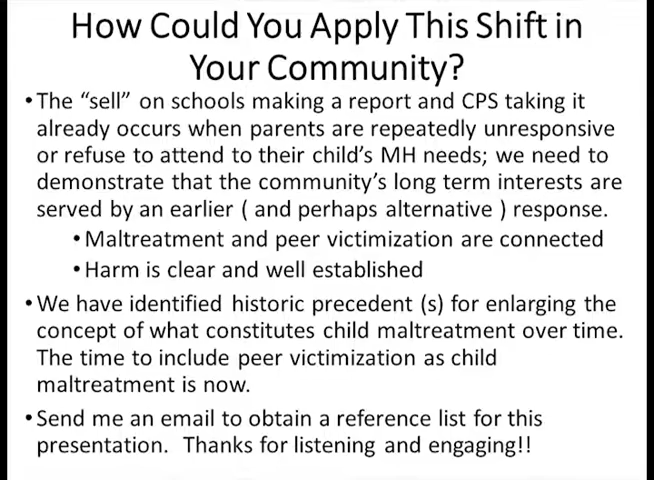 How Could You Apply This Shift in
Your Community?
• The “sell” on schools making a report and CPS taking it
already occurs when parents are repeatedly unresponsive
or refuse to attend to their child’s MH needs; we need to
demonstrate that the community’s long term interests are
served by an earlier ( and perhaps alternative ) response.
• Maltreatment and peer victimization are connected
• Harm is clear and well established
• We have identified historic precedent (s) for enlarging the
concept of what constitutes child maltreatment over time.
The time to include peer victimization as child
maltreatment is now.
• Send me an email to obtain a reference list for this
presentation.  Thanks for listening and engaging!!